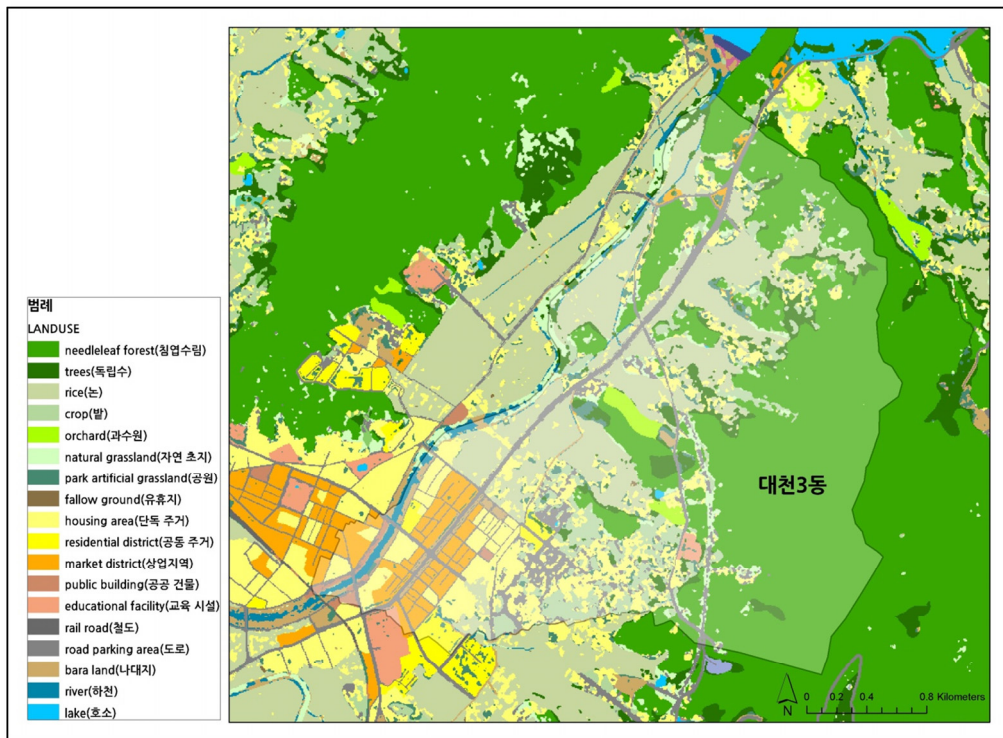 범례
LANDUSE
needleleaf forest(침엽수림)
trees(독립수)
rice(논)
crop(밭)
orchard(과수원)
natural grassland(자연 초지)
park artificial grassland(공원)
fallow ground(유휴지)
housing area(단독 주거)
residential district(공동 주거)
market district(상업지역)
public building(공공 건물)
educational facility(교육 시설)
rail road(철도)
road parking area(도로)
bara land(나대지)
river(하천)
lake(호소)
대천3동
N
0 0.2 0.4 0.8 Kilometers